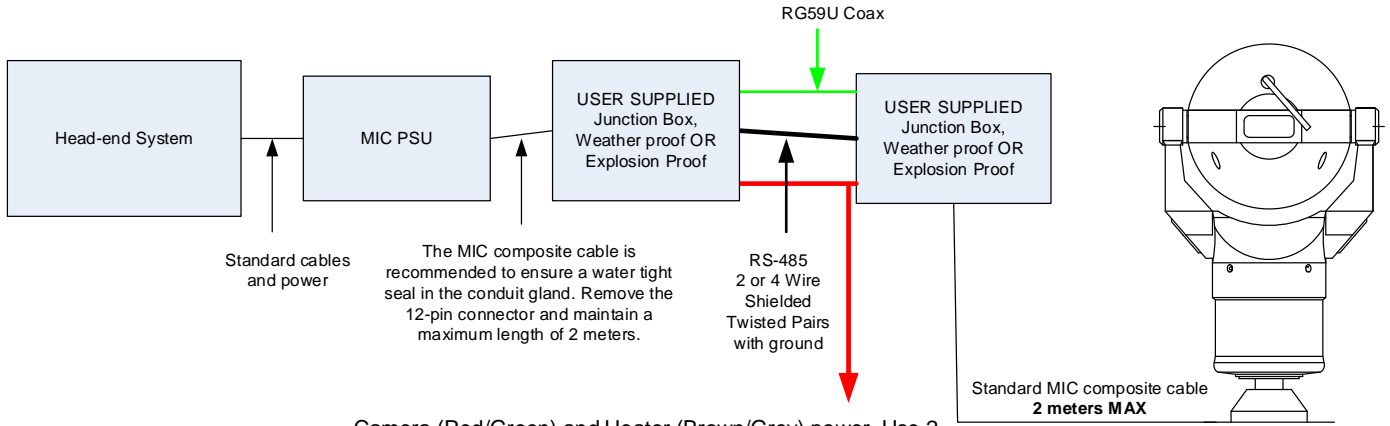 RG59U Coax
Head-end System
MIC PSU
USER SUPPLIED
Junction Box,
Weather proof OR
Explosion Proof
USER SUPPLIED
Junction Box,
Weather proof OR
Explosion Proof
Standard cables
and power
The MIC composite cable is
recommended to ensure a water tight
seal in the conduit gland. Remove the
12-pin connector and maintain a
maximum length of 2 meters.
RS-485
2 or 4 Wire
Shielded
Twisted Pairs
with ground
Standard MIC composite cable
2 meters MAX
Camera (Red/Green) and Heater (Brown/Grey) power. Use 2